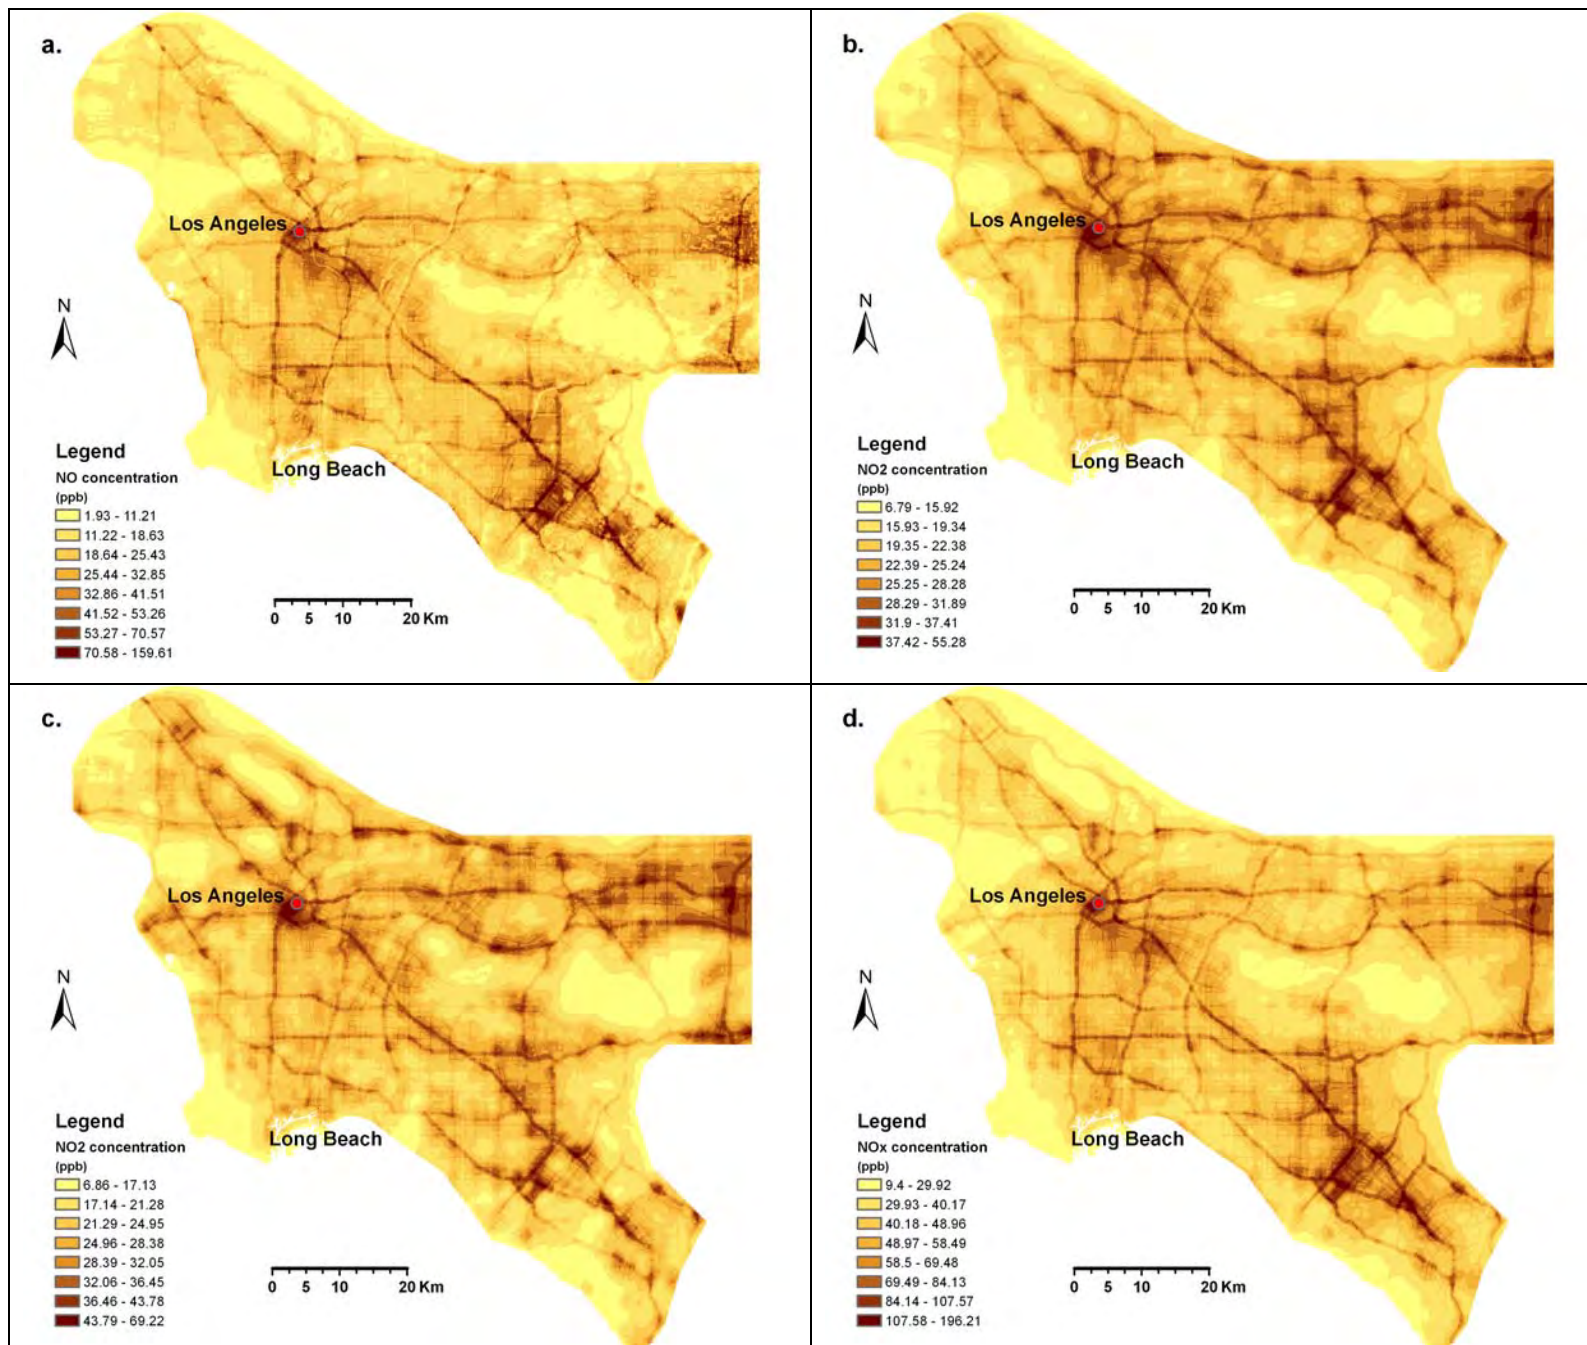 a.
Los Angeles
N
Legend
NO concentration
(ppb)
1.93 - 11.21
11.22 - 18.63
18.64 - 25.43
25.44 - 32.85
32.86 - 41.51
41.52 - 53.26
53.27 - 70.57
70.58 - 159.61
Long Beach
0 5 10 20 Km
b.
Los Angeles
N
Legend
NO2 concentration
(ppb)
6.79 - 15.92
15.93 - 19.34
19.35 - 22.38
22.39 - 25.24
25.25 - 28.28
28.29 - 31.89
31.9 - 37.41
37.42 - 55.28
Long Beach
0 5 10 20 Km
c.
Los Angeles
N
Legend
NO2 concentration
(ppb)
6.86 - 17.13
17.14 - 21.28
21.29 - 24.95
24.96 - 28.38
28.39 - 32.05
32.06 - 36.45
36.46 - 43.78
43.79 - 69.22
Long Beach
0 5 10 20 Km
d.
Los Angeles
N
Legend
NOx concentration
(ppb)
9.4 - 29.92
29.93 - 40.17
40.18 - 48.96
48.97 - 58.49
58.5 - 69.48
69.49 - 84.13
84.14 - 107.57
107.58 - 196.21
Long Beach
0 5 10 20 Km